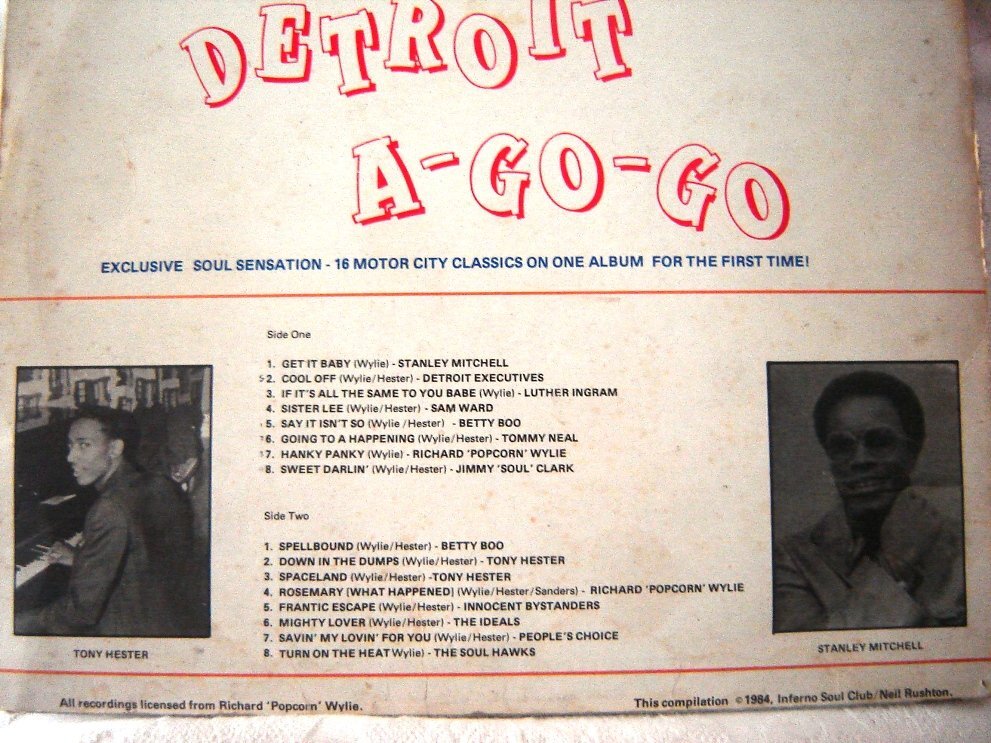 DETROIT
A-GO-GO
EXCLUSIVE SOUL SENSATION - 16 MOTOR CITY CLASSICS ON ONE ALBUM FOR THE FIRST TIME!
Side One
1. GET IT BABY (Wylie) - STANLEY MITCHELL
2. COOL OFF (Wylie/Hester) - DETROIT EXECUTIVES
3. IF IT'S ALL THE SAME TO YOU BABE (Wylie) - LUTHER INGRAM
4. SISTER LEE (Wylie/Hester) - SAM WARD
5. SAY IT ISN'T SO (Wylie/Hester) - BETTY BOO
6. GOING TO A HAPPENING (Wylie/Hester) - TOMMY NEAL
7. HANKY PANKY (Wylie) - RICHARD 'POPCORN' WYLIE
8. SWEET DARLIN' (Wylie/Hester) - JIMMY 'SOUL' CLARK
Side Two
1. SPELLBOUND (Wylie/Hester) - BETTY BOO
2. DOWN IN THE DUMPS (Wylie/Hester) - TONY HESTER
3. SPACELAND (Wylie/Hester) -TONY HESTER
4. ROSEMARY [WHAT HAPPENED] (Wylie/Hester/Sanders) - RICHARD 'POPCORN' WYLIE
5. FRANTIC ESCAPE (Wylie/Hester) - INNOCENT BYSTANDERS
6. MIGHTY LOVER (Wylie/Hester) - THE IDEALS
7. SAVIN' MY LOVIN' FOR YOU (Wylie/Hester) - PEOPLE'S CHOICE
8. TURN ON THE HEAT Wylie) - THE SOUL HAWKS
TONY HESTER
STANLEY MITCHELL
All recordings licensed from Richard 'Popcorn' Wylie.
This compilation ©1984, Inferno Soul Club/Neil Rushton.